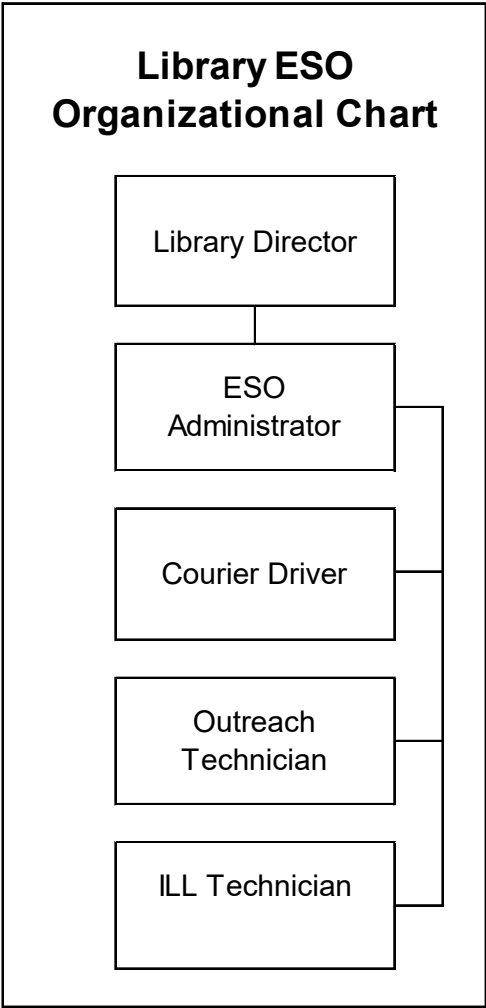 Library ESO
Organizational Chart
Library Director
ESO
Administrator
Courier Driver
Outreach
Technician
ILL Technician